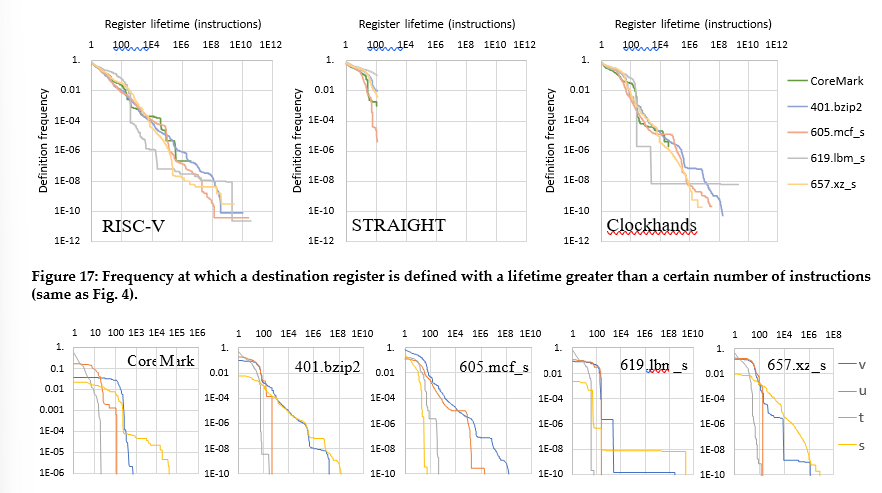 Register lifetime (instructions)
1 100 1E4 1E6 1E8 1E10 1E12
1.
0.01
1E-04
1E-06
1E-08
1E-10
1E-12
Definition frequency
RISC-V
Register lifetime (instructions)
1 100 1E4 1E6 1E8 1E10 1E12
1.
0.01
1E-04
1E-06
1E-08
1E-10
1E-12
Definition frequency
STRAIGHT
Register lifetime (instructions)
1 100 1E4 1E6 1E8 1E10 1E12
1.
0.01
1E-04
1E-06
1E-08
1E-10
1E-12
Definition frequency
Clockhands
CoreMark
401.bzip2
605.mcf_s
619.lbm_s
657.xz_s
Figure 17: Frequency at which a destination register is defined with a lifetime greater than a certain number of instructions
(same as Fig. 4).
1 10 100 1E3 1E4 1E5 1E6
1.
0.1
0.01
0.001
1E-04
1E-05
1E-06
CoreMark
1 100 1E4 1E6 1E8 1E10
1.
0.01
1E-04
1E-06
1E-08
1E-10
401.bzip2
1 100 1E4 1E6 1E8 1E10
1.
0.01
1E-04
1E-06
1E-08
1E-10
605.mcf_s
1 100 1E4 1E6 1E8 1E10
1.
0.01
1E-04
1E-06
1E-08
1E-10
619.lbn_s
1 100 1E4 1E6 1E8
1.
0.01
1E-04
1E-06
1E-08
1E-10
657.xz_s
v
u
t
s